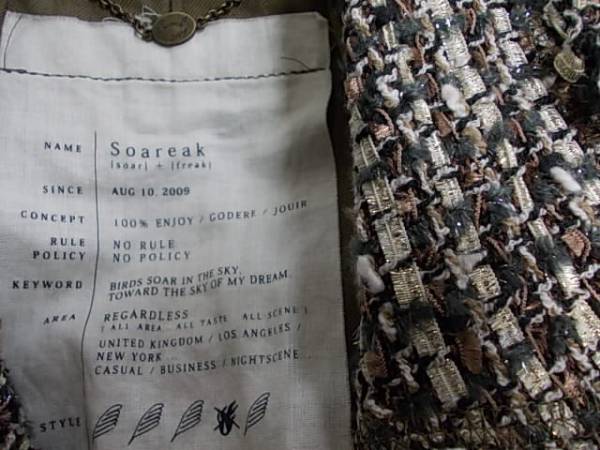 NAME Soareak
|soar| + |freak|
SINCE AUG 10. 2009
CONCEPT 100% ENJOY / GODERE / JOUIR
RULE NO RULE
POLICY NO POLICY
KEYWORD BIRDS SOAR IN THE SKY,
TOWARD THE SKY OF MY DREAM.
AREA REGARDLESS
( ALL AREA .. ALL TASTE ALL SCENE )
UNITED KINGDOM / LOS ANGELES /
NEW YORK ...
CASUAL / BUSINESS / NIGHTSCENE ...
STYLE